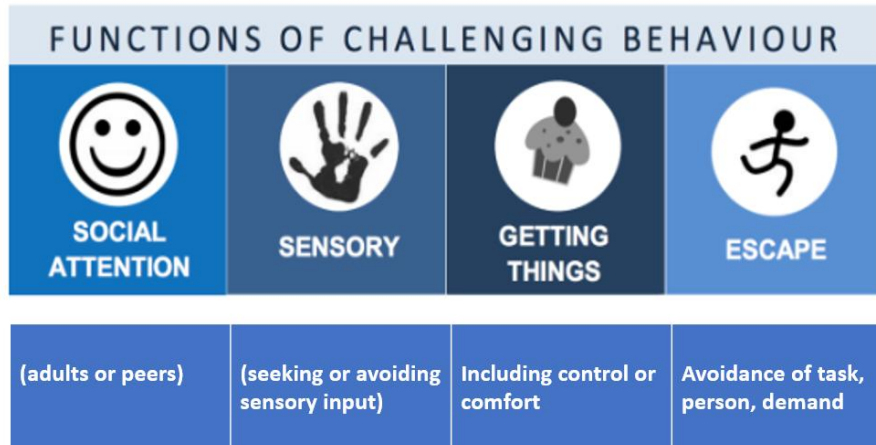 FUNCTIONS OF CHALLENGING BEHAVIOUR
SOCIAL
ATTENTION
SENSORY
GETTING
THINGS
ESCAPE
(adults or peers)
(seeking or avoiding
sensory input)
Including control or
comfort
Avoidance of task,
person, demand